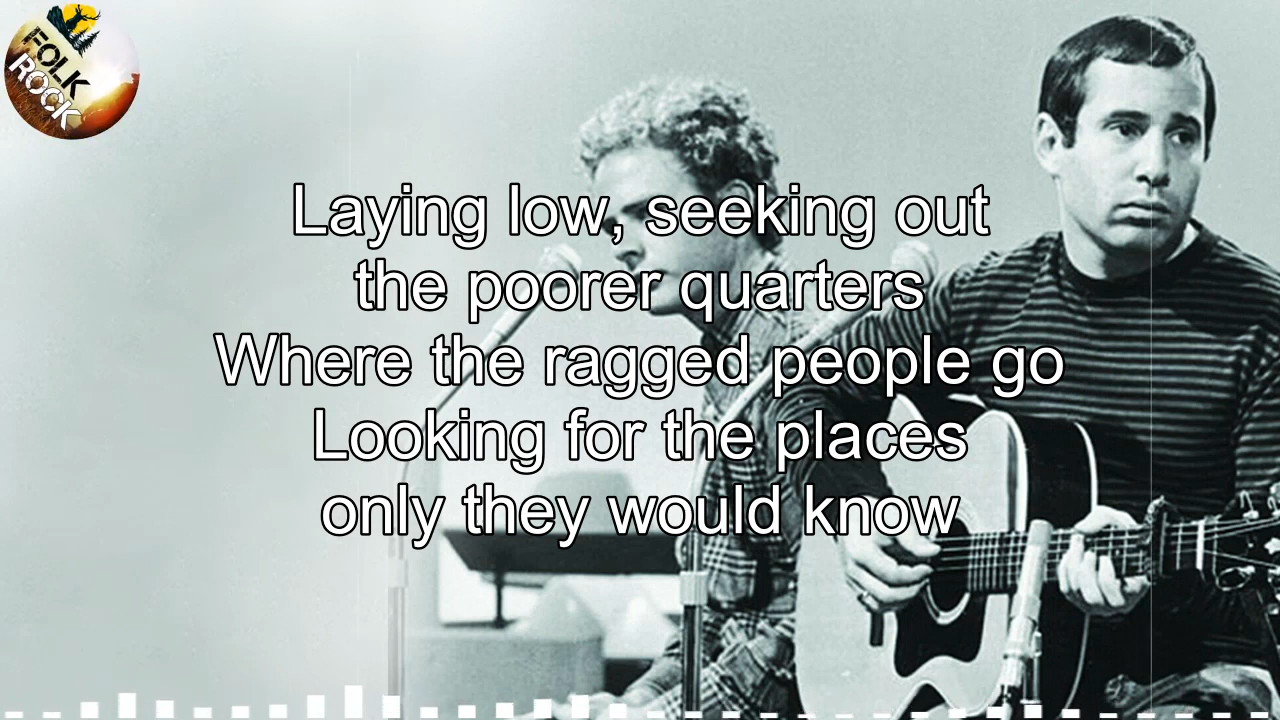 FOLK
ROCK
Laying low, seeking out
the poorer quarters
Where the ragged people go
Looking for the places
only they would know